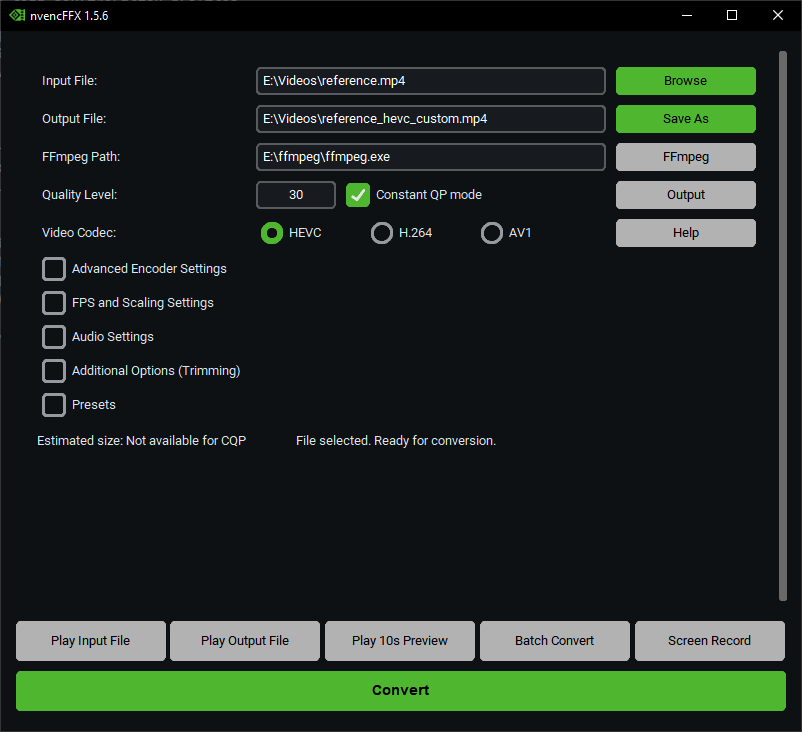 nvencFFX 1.5.6
Input File: E:\Videos\reference.mp4 Browse
Output File: E:\Videos\reference_hevc_custom.mp4 Save As
FFmpeg Path: E:\ffmpeg\ffmpeg.exe FFmpeg
Quality Level: 30 Constant QP mode Output
Video Codec: HEVC H.264 AV1 Help
Advanced Encoder Settings
FPS and Scaling Settings
Audio Settings
Additional Options (Trimming)
Presets
Estimated size: Not available for CQP File selected. Ready for conversion.
Play Input File Play Output File Play 10s Preview Batch Convert Screen Record
Convert